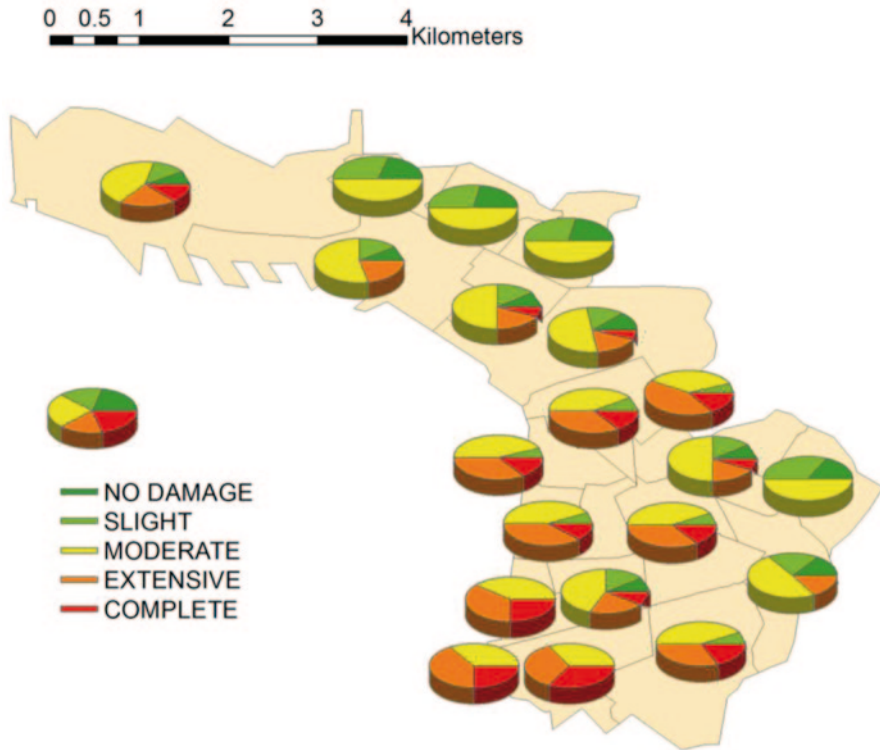 0 0.5 1 2 3 4
Kilometers
NO DAMAGE
SLIGHT
MODERATE
EXTENSIVE
COMPLETE